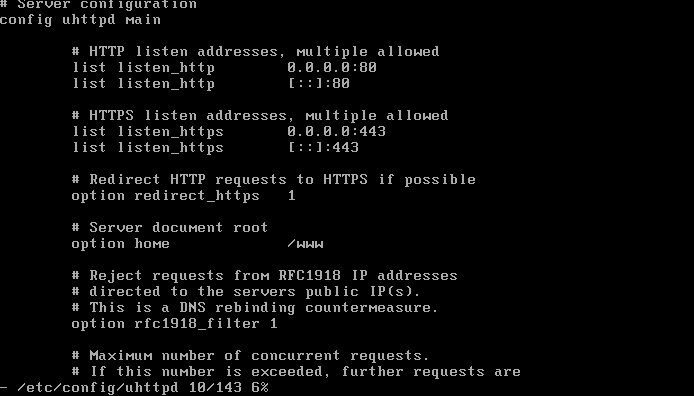 # Server configuration
config uhttpd main
# HTTP listen addresses, multiple allowed
list listen_http 0.0.0.0:80
list listen_http [::]:80
# HTTPS listen addresses, multiple allowed
list listen_https 0.0.0.0:443
list listen_https [::]:443
# Redirect HTTP requests to HTTPS if possible
option redirect_https 1
# Server document root
option home /www
# Reject requests from RFC1918 IP addresses
# directed to the servers public IP(s).
# This is a DNS rebinding countermeasure.
option rfc1918_filter 1
# Maximum number of concurrent requests.
# If this number is exceeded, further requests are
- /etc/config/uhttpd 10/143 6%